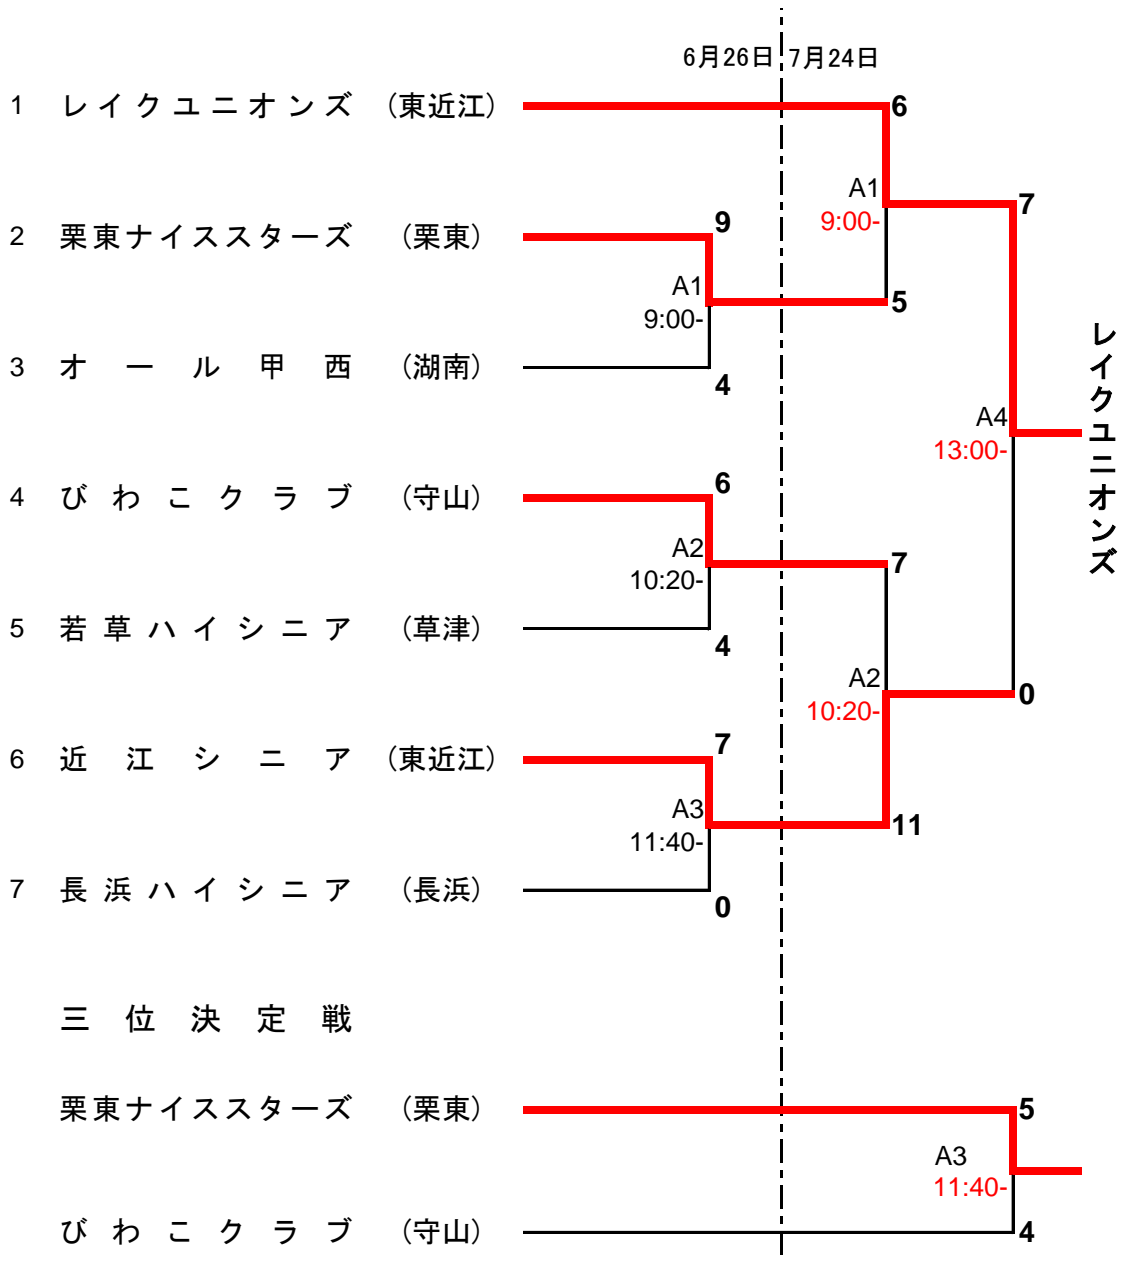 6月26日 7月24日
1 レイクユニオンズ (東近江) 6
A1 7
9:00-
2 栗東ナイススターズ (栗東) 9
A1
9:00-
5
3 オール甲西 (湖南) 4
レイクユニオンズ
A4
13:00-
4 びわこクラブ (守山) 6
A2
10:20-
7
5 若草ハイシニア (草津) 4
A2
10:20-
0
6 近江シニア (東近江) 7
A3
11:40-
11
7 長浜ハイシニア (長浜) 0
三位決定戦
栗東ナイススターズ (栗東) 5
A3
11:40-
びわこクラブ (守山) 4